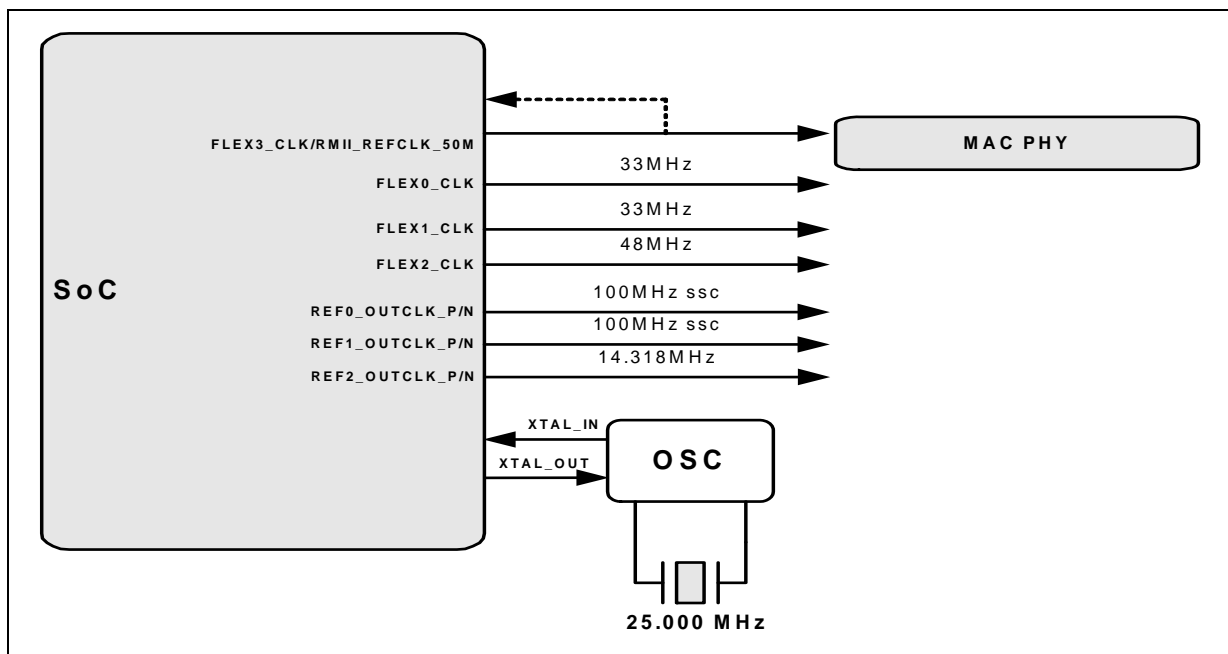 FLEX3_CLK/RMII_REFCLK_50M
MAC PHY
33MHz
FLEX0_CLK
33MHz
FLEX1_CLK
48MHz
FLEX2_CLK
SoC
100MHz ssc
REF0_OUTCLK_P/N
100MHz ssc
REF1_OUTCLK_P/N
14.318MHz
REF2_OUTCLK_P/N
XTAL_IN
OSC
XTAL_OUT
25.000 MHz